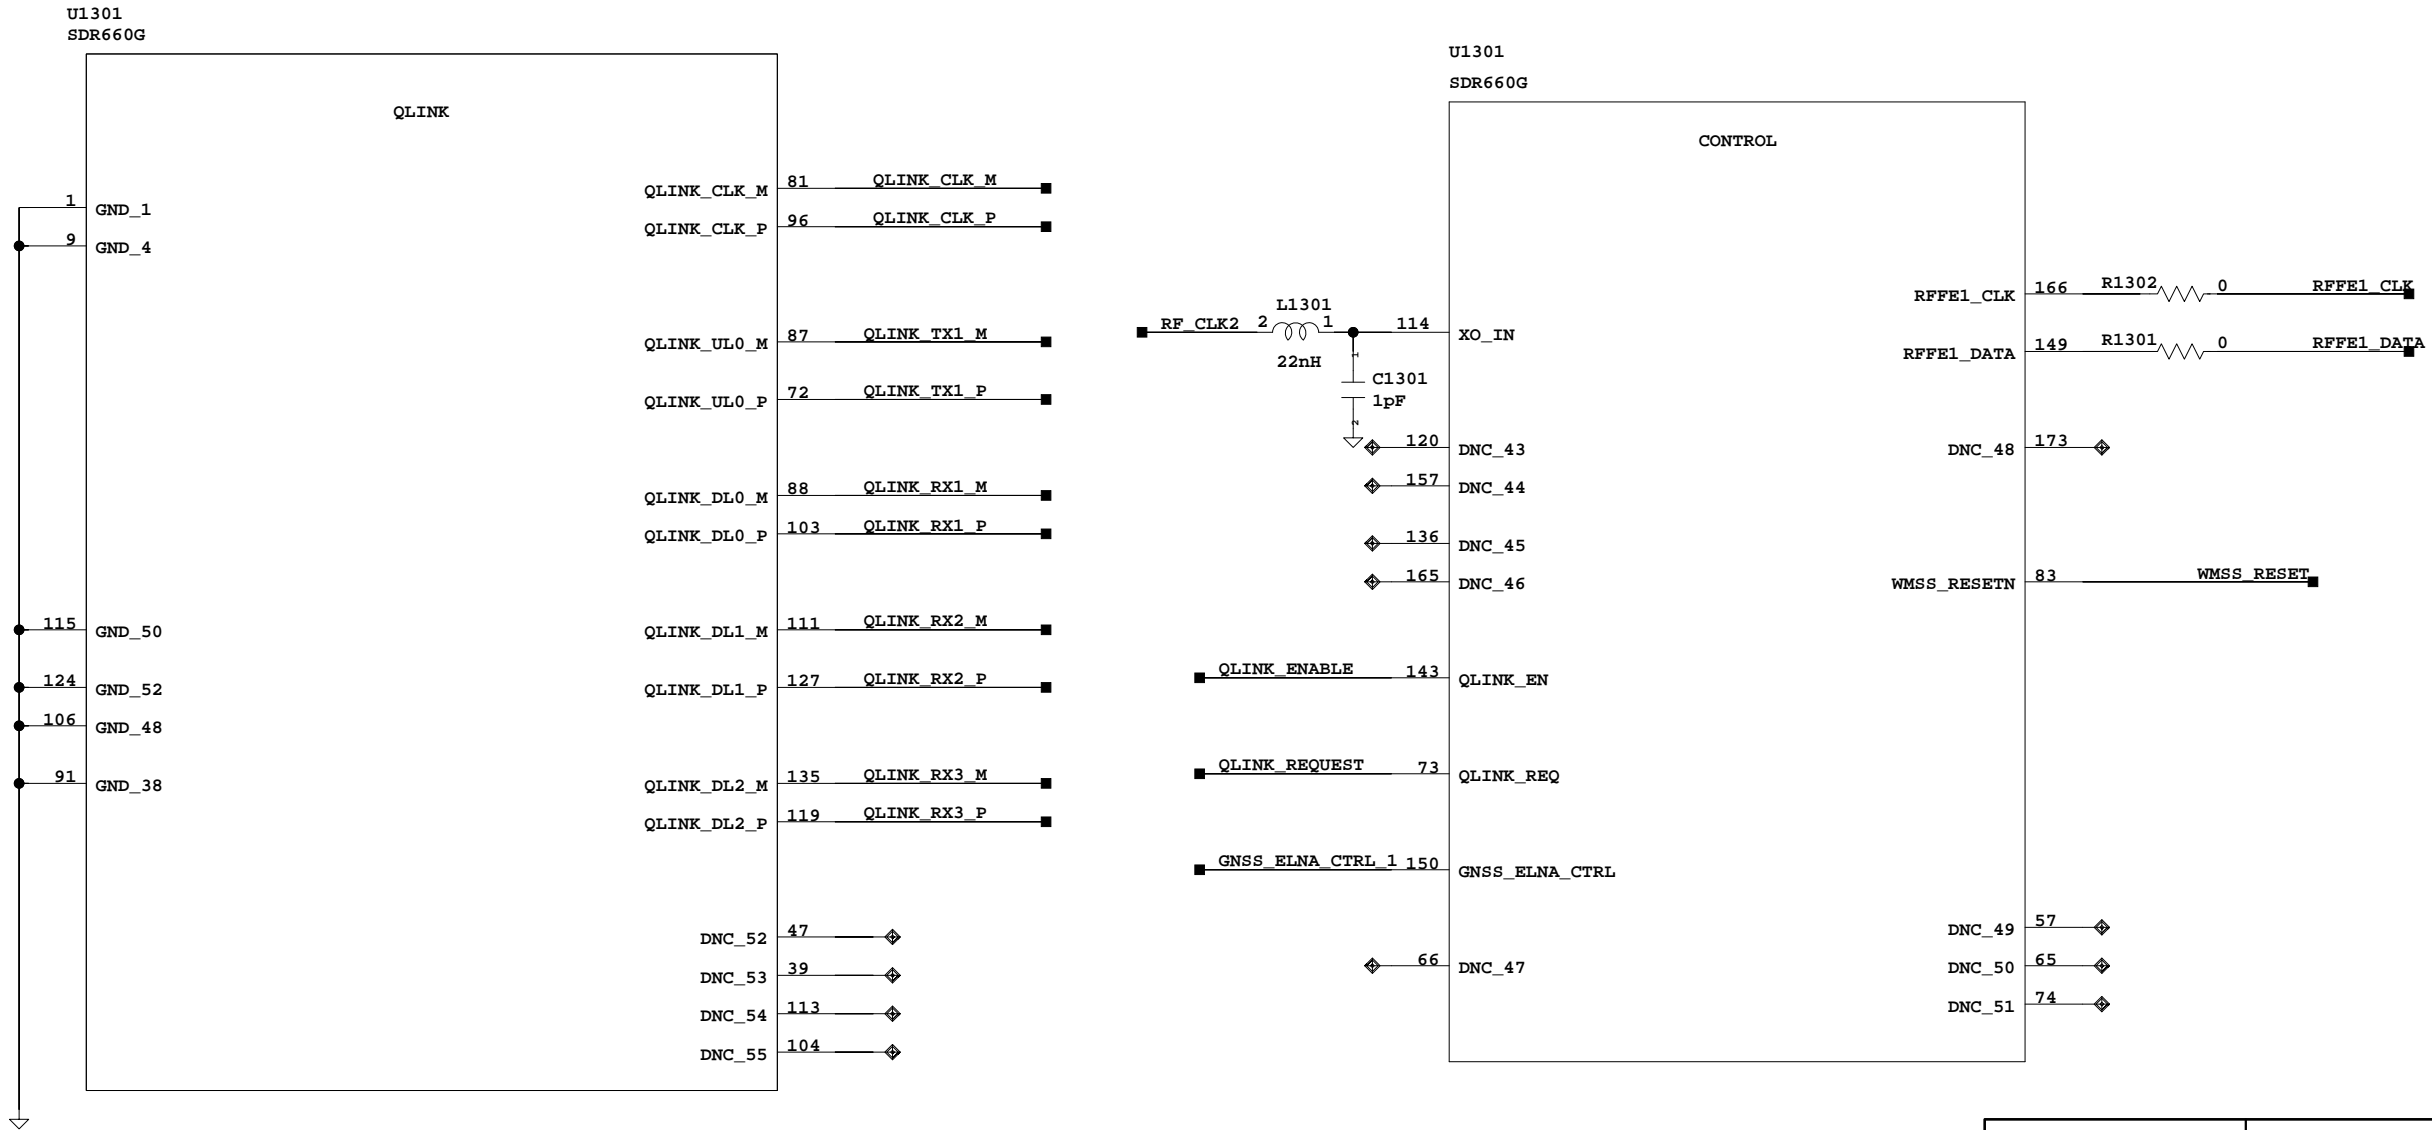 U1301
SDR660G
QLINK
1 GND_1
9 GND_4
115 GND_50
124 GND_52
106 GND_48
91 GND_38
QLINK_CLK_M 81 QLINK_CLK_M
QLINK_CLK_P 96 QLINK_CLK_P
QLINK_UL0_M 87 QLINK_TX1_M
QLINK_UL0_P 72 QLINK_TX1_P
QLINK_DL0_M 88 QLINK_RX1_M
QLINK_DL0_P 103 QLINK_RX1_P
QLINK_DL1_M 111 QLINK_RX2_M
QLINK_DL1_P 127 QLINK_RX2_P
QLINK_DL2_M 135 QLINK_RX3_M
QLINK_DL2_P 119 QLINK_RX3_P
DNC_52 47
DNC_53 39
DNC_54 113
DNC_55 104
U1301
SDR660G
CONTROL
L1301
RF_CLK2 2 1 114 XO_IN
22nH
1
C1301
1pF
2
120 DNC_43
157 DNC_44
136 DNC_45
165 DNC_46
QLINK_ENABLE 143 QLINK_EN
QLINK_REQUEST 73 QLINK_REQ
GNSS_ELNA_CTRL_1 150 GNSS_ELNA_CTRL
66 DNC_47
RFFE1_CLK 166 R1302 0 RFFE1_CLK
RFFE1_DATA 149 R1301 0 RFFE1_DATA
DNC_48 173
WMSS_RESETN 83 WMSS_RESET
DNC_49 57
DNC_50 65
DNC_51 74